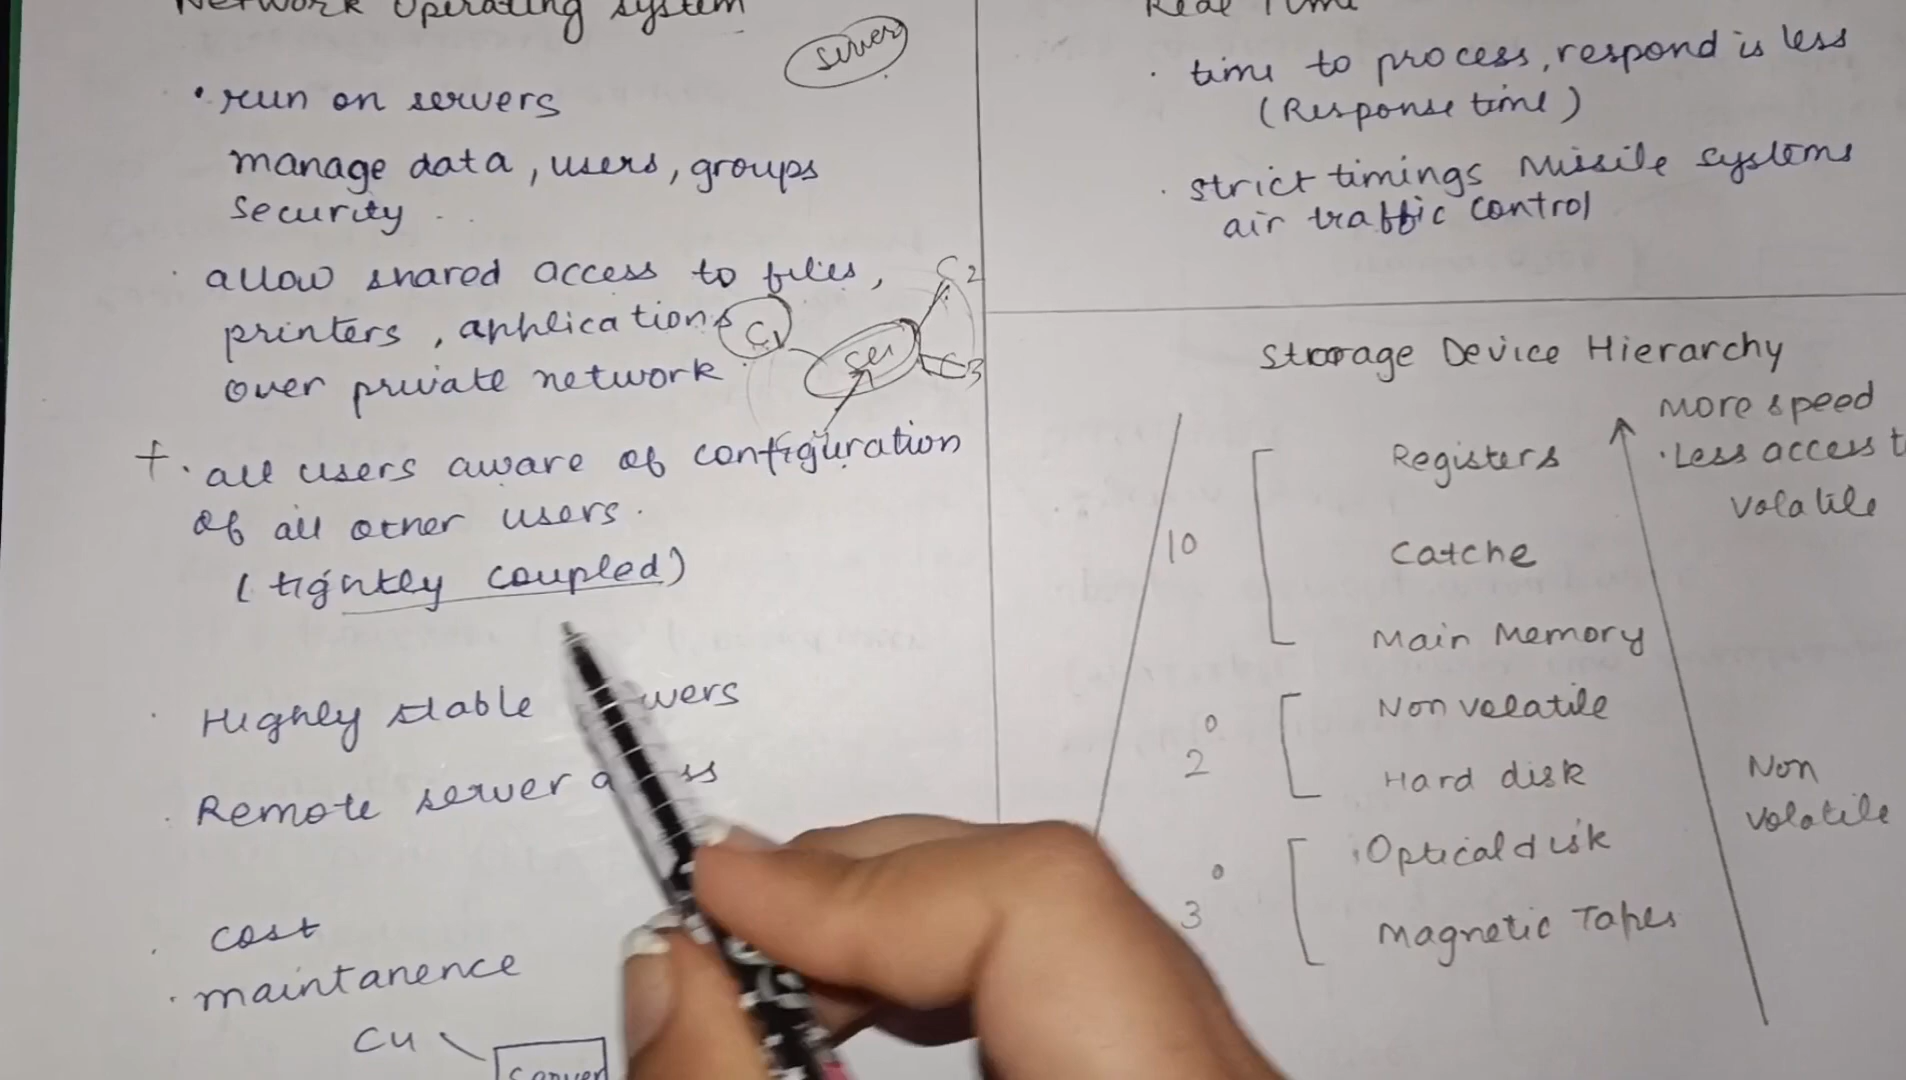 Network Operating System
server
• run on servers
manage data, users, groups
security
· allow shared access to files,
printers, applications
over private network
C1
ser
C2
C3
+ · all users aware of configuration
of all other users.
(tightly coupled)
· Highly stable
· Remote server
· cost
· maintanence
CU
Real Time
· time to process, respond is less
(Response time)
· strict timings Missile systems
air traffic control
Storage Device Hierarchy
More speed
· Less access t
volatile
10
Registers
Catche
Main Memory
2°
Non volatile
Hard disk
3°
Optical disk
Magnetic Tapes
Non
volatile